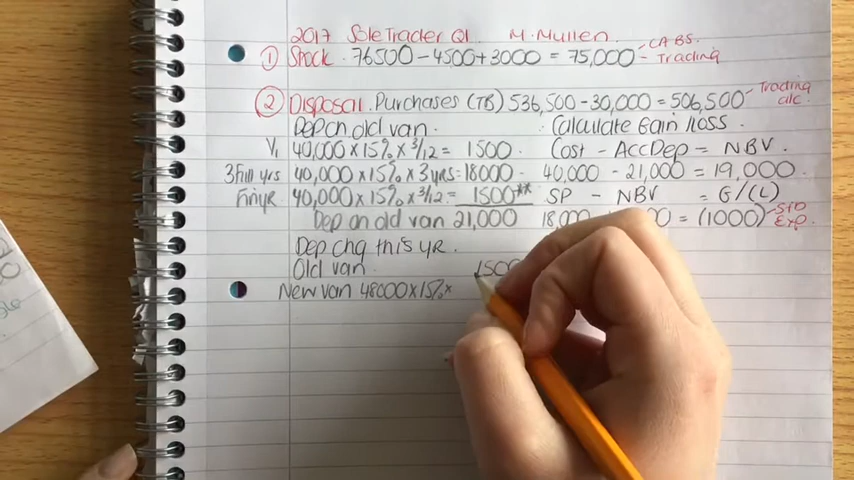 2017 Sole Trader Q1 M. Mullen.
① Stock. 76500 - 4500 + 3000 = 75,000 - CA BS.
- Trading
② Disposal. Purchases (TB) 536,500 - 30,000 = 506,500 - Trading
calc.
Dep on old van. Calculate Gain/loss.
Y1 40,000 x 15% x 3/12 = 1500. Cost - AccDep = NBV.
3 Full yrs 40,000 x 15% x 3 yrs = 18000 - 40,000 - 21,000 = 19,000
Fin yr. 40,000 x 15% x 3/12 = 1500** SP - NBV = G/(L)
Dep on old van 21,000 18,000 = (1000) - S+D
Exp.
Dep chg this yr.
Old van 1500
New van 48000 x 15% x